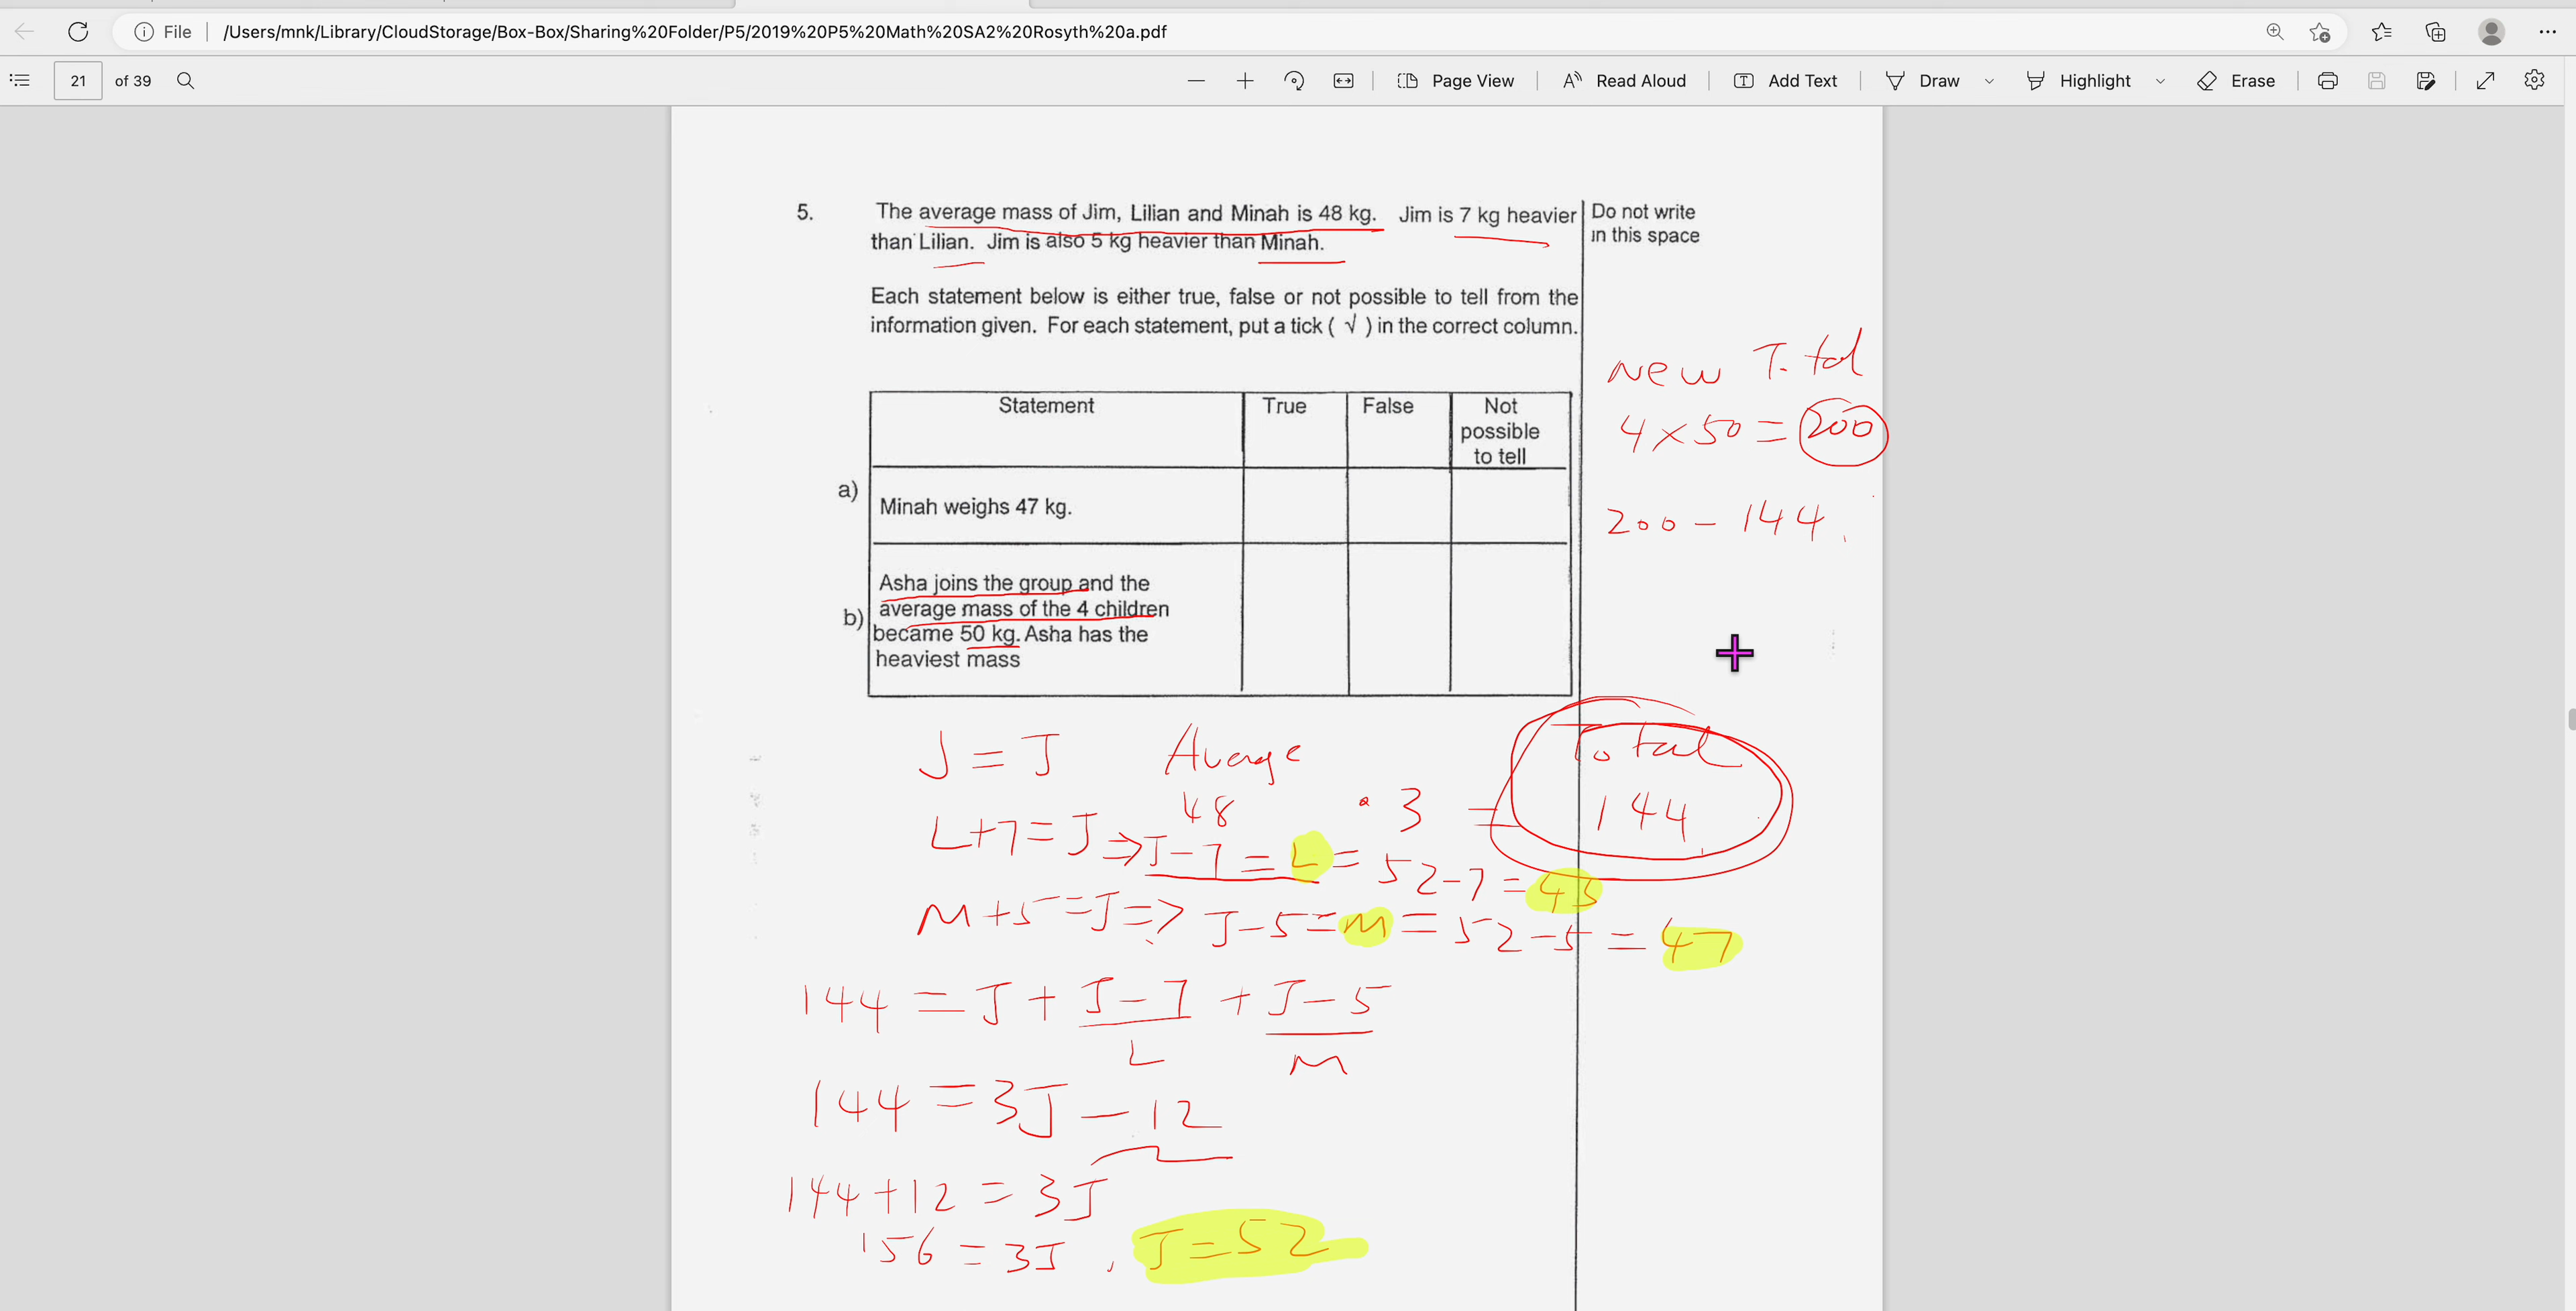 File /Users/mnk/Library/CloudStorage/Box-Box/Sharing%20Folder/P5/2019%20P5%20Math%20SA2%20Rosyth%20a.pdf
21 of 39 Page View Read Aloud Add Text Draw Highlight Erase
5. The average mass of Jim, Lilian and Minah is 48 kg. Jim is 7 kg heavier
than Lilian. Jim is also 5 kg heavier than Minah.
Do not write
in this space
Each statement below is either true, false or not possible to tell from the
information given. For each statement, put a tick ( √ ) in the correct column.
Statement True False Not
possible
to tell
a) Minah weighs 47 kg.
b) Asha joins the group and the
average mass of the 4 children
became 50 kg. Asha has the
heaviest mass
New Total
4 × 50 = 200
200 - 144
J = J Average Total
48 · 3 = 144
L + 7 = J ⇒ J - 7 = L = 52 - 7 = 45
M + 5 = J ⇒ J - 5 = M = 52 - 5 = 47
144 = J + J - 7 + J - 5
L M
144 = 3J - 12
144 + 12 = 3J
156 = 3J , J = 52